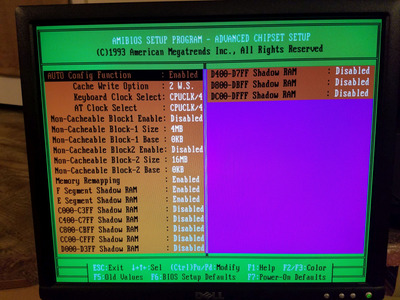 AMIBIOS SETUP PROGRAM - ADVANCED CHIPSET SETUP
(C)1993 American Megatrends Inc., All Rights Reserved
AUTO Config Function : Enabled
Cache Write Option : 2 W.S.
Keyboard Clock Select: CPUCLK/4
AT Clock Select : CPUCLK/4
Non-Cacheable Block1 Enable: Disabled
Non-Cacheable Block-1 Size : 4MB
Non-Cacheable Block-1 Base : 0KB
Non-Cacheable Block2 Enable: Disabled
Non-Cacheable Block-2 Size : 16MB
Non-Cacheable Block-2 Base : 0KB
Memory Remapping : Enabled
F Segment Shadow RAM : Enabled
E Segment Shadow RAM : Enabled
C000-C3FF Shadow RAM : Disabled
C400-C7FF Shadow RAM : Disabled
C800-CBFF Shadow RAM : Disabled
CC00-CFFF Shadow RAM : Disabled
D000-D3FF Shadow RAM : Disabled
D400-D7FF Shadow RAM : Disabled
D800-DBFF Shadow RAM : Disabled
DC00-DFFF Shadow RAM : Disabled
ESC:Exit ↓→↑←:Sel (Ctrl)Pu/Pd:Modify F1:Help F2/F3:Color
F5:Old Values F6:BIOS Setup Defaults F7:Power-On Defaults
DELL